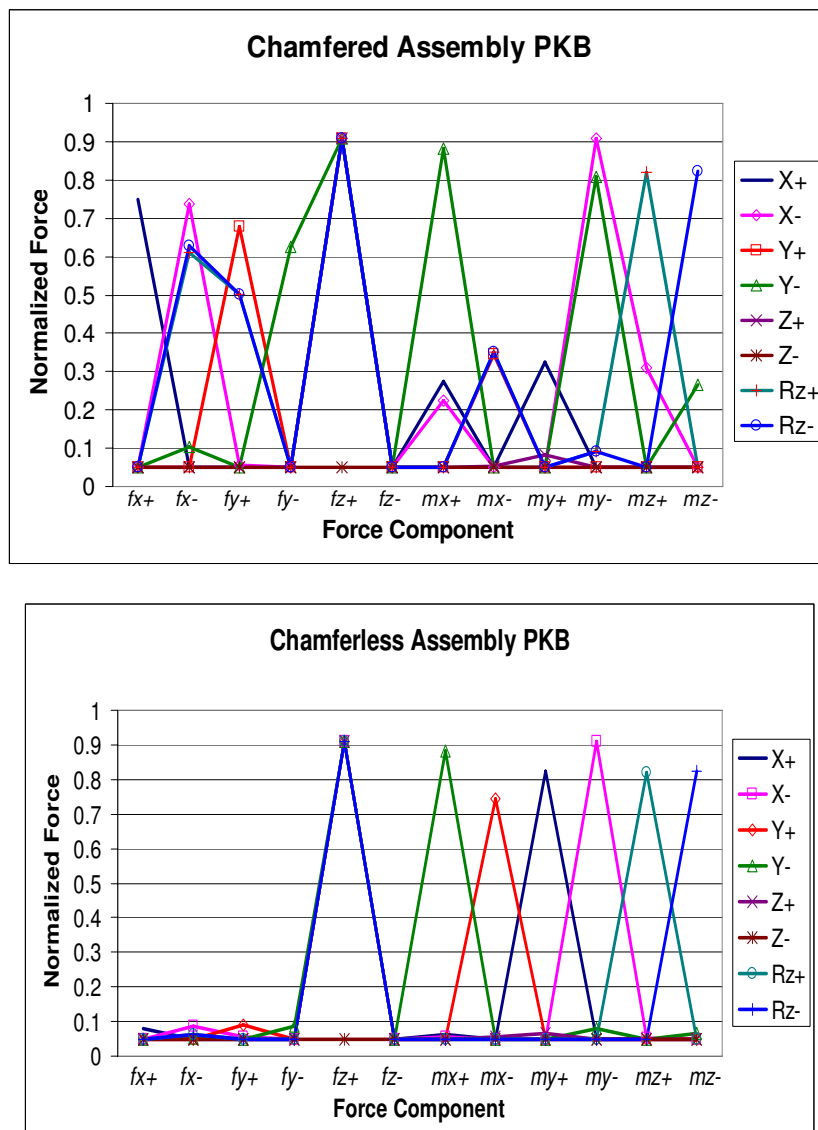 Chamfered Assembly PKB
Normalized Force
1
0.9
0.8
0.7
0.6
0.5
0.4
0.3
0.2
0.1
0
fx+ fx- fy+ fy- fz+ fz- mx+ mx- my+ my- mz+ mz-
Force Component
X+
X-
Y+
Y-
Z+
Z-
Rz+
Rz-
Chamferless Assembly PKB
Normalized Force
1
0.9
0.8
0.7
0.6
0.5
0.4
0.3
0.2
0.1
0
fx+ fx- fy+ fy- fz+ fz- mx+ mx- my+ my- mz+ mz-
Force Component
X+
X-
Y+
Y-
Z+
Z-
Rz+
Rz-